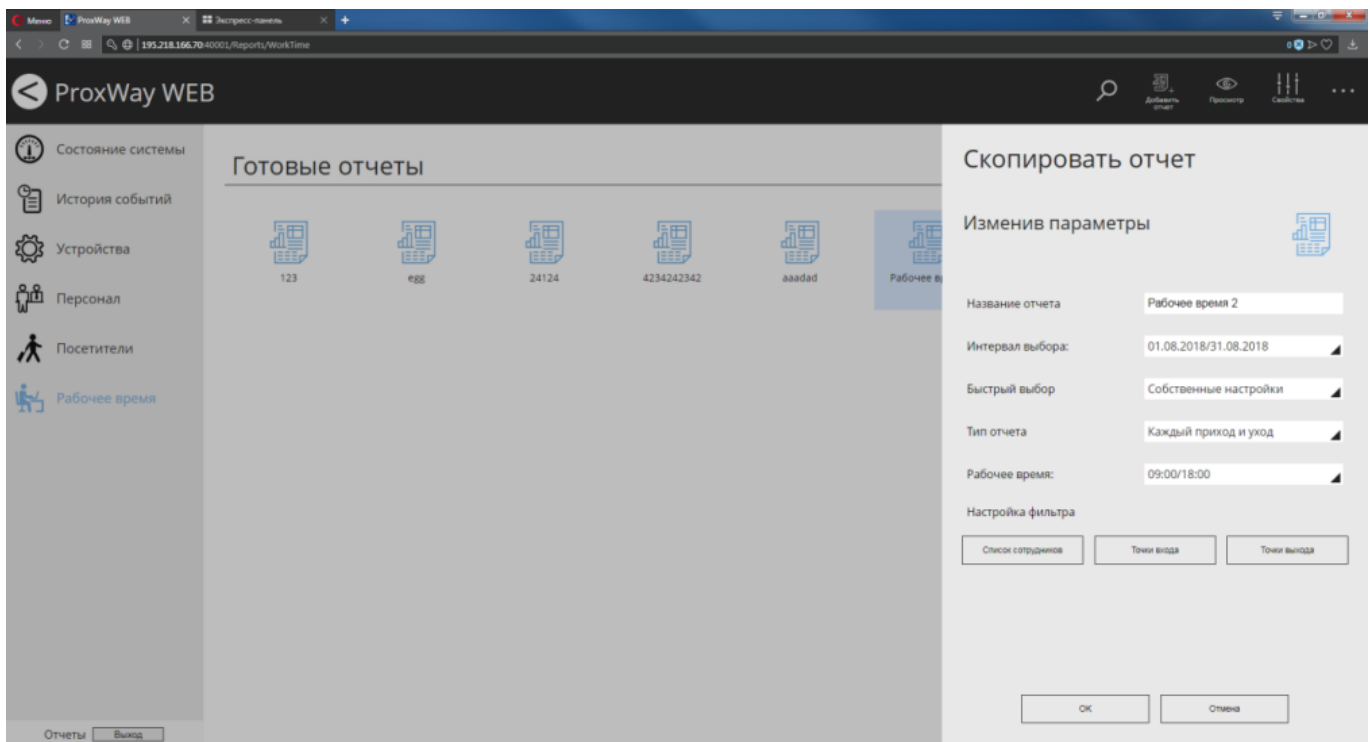 Меню ProxWay WEB Экспресс-панель
195.218.166.70:40001/Reports/WorkTime 0
ProxWay WEB
Добавить отчет
Просмотр
Свойства
Состояние системы
История событий
Устройства
Персонал
Посетители
Рабочее время
Отчеты Выход
Готовые отчеты
123 egg 24124 4234242342 aaadad Рабочее в
Скопировать отчет
Изменив параметры
Название отчета Рабочее время 2
Интервал выбора: 01.08.2018/31.08.2018
Быстрый выбор Собственные настройки
Тип отчета Каждый приход и уход
Рабочее время: 09:00/18:00
Настройка фильтра
Список сотрудников Точки входа Точки выхода
OK Отмена